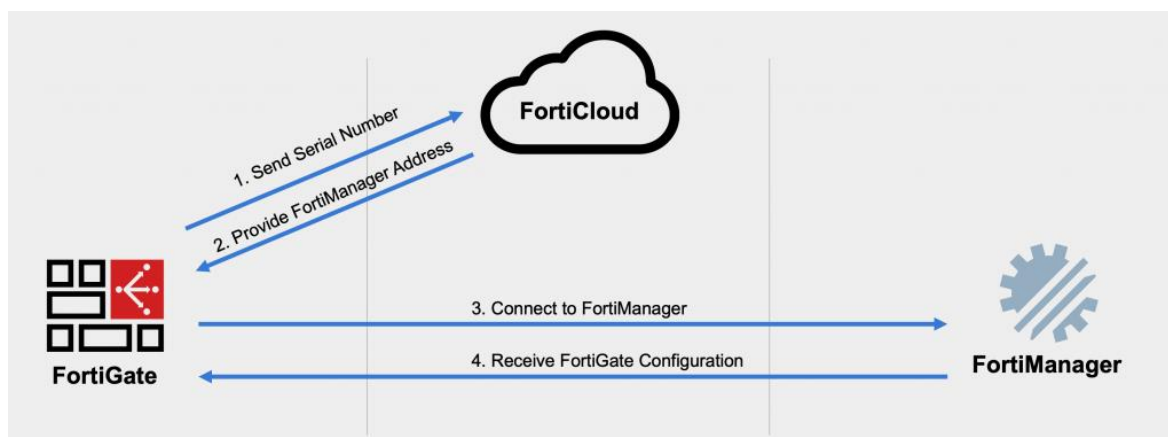 FortiCloud
1. Send Serial Number
2. Provide FortiManager Address
3. Connect to FortiManager
4. Receive FortiGate Configuration
FortiGate
FortiManager